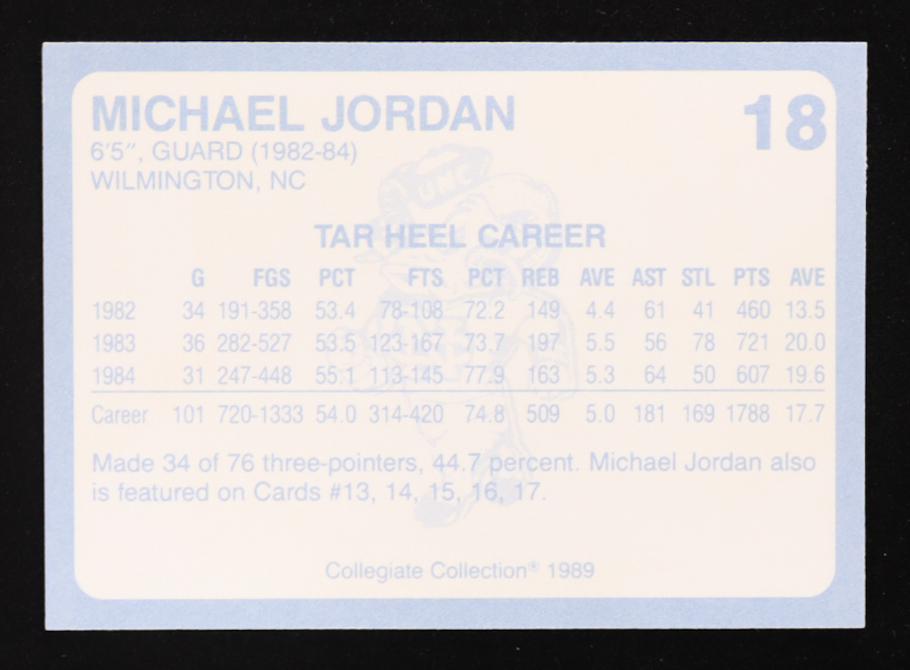 MICHAEL JORDAN 18
6'5", GUARD (1982-84)
WILMINGTON, NC
UNC
TAR HEEL CAREER
G FGS PCT FTS PCT REB AVE AST STL PTS AVE
1982 34 191-358 53.4 78-108 72.2 149 4.4 61 41 460 13.5
1983 36 282-527 53.5 123-167 73.7 197 5.5 56 78 721 20.0
1984 31 247-448 55.1 113-145 77.9 163 5.3 64 50 607 19.6
Career 101 720-1333 54.0 314-420 74.8 509 5.0 181 169 1788 17.7
Made 34 of 76 three-pointers, 44.7 percent. Michael Jordan also
is featured on Cards #13, 14, 15, 16, 17.
Collegiate Collection® 1989